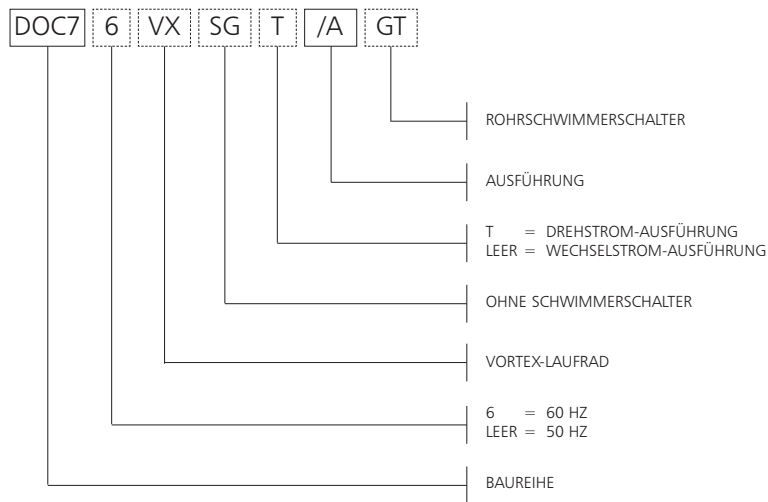 DOC7 6 VX SG T /A GT
ROHRSCHWIMMERSCHALTER
AUSFÜHRUNG
T = DREHSTROM-AUSFÜHRUNG
LEER = WECHSELSTROM-AUSFÜHRUNG
OHNE SCHWIMMERSCHALTER
VORTEX-LAUFRAD
6 = 60 HZ
LEER = 50 HZ
BAUREIHE